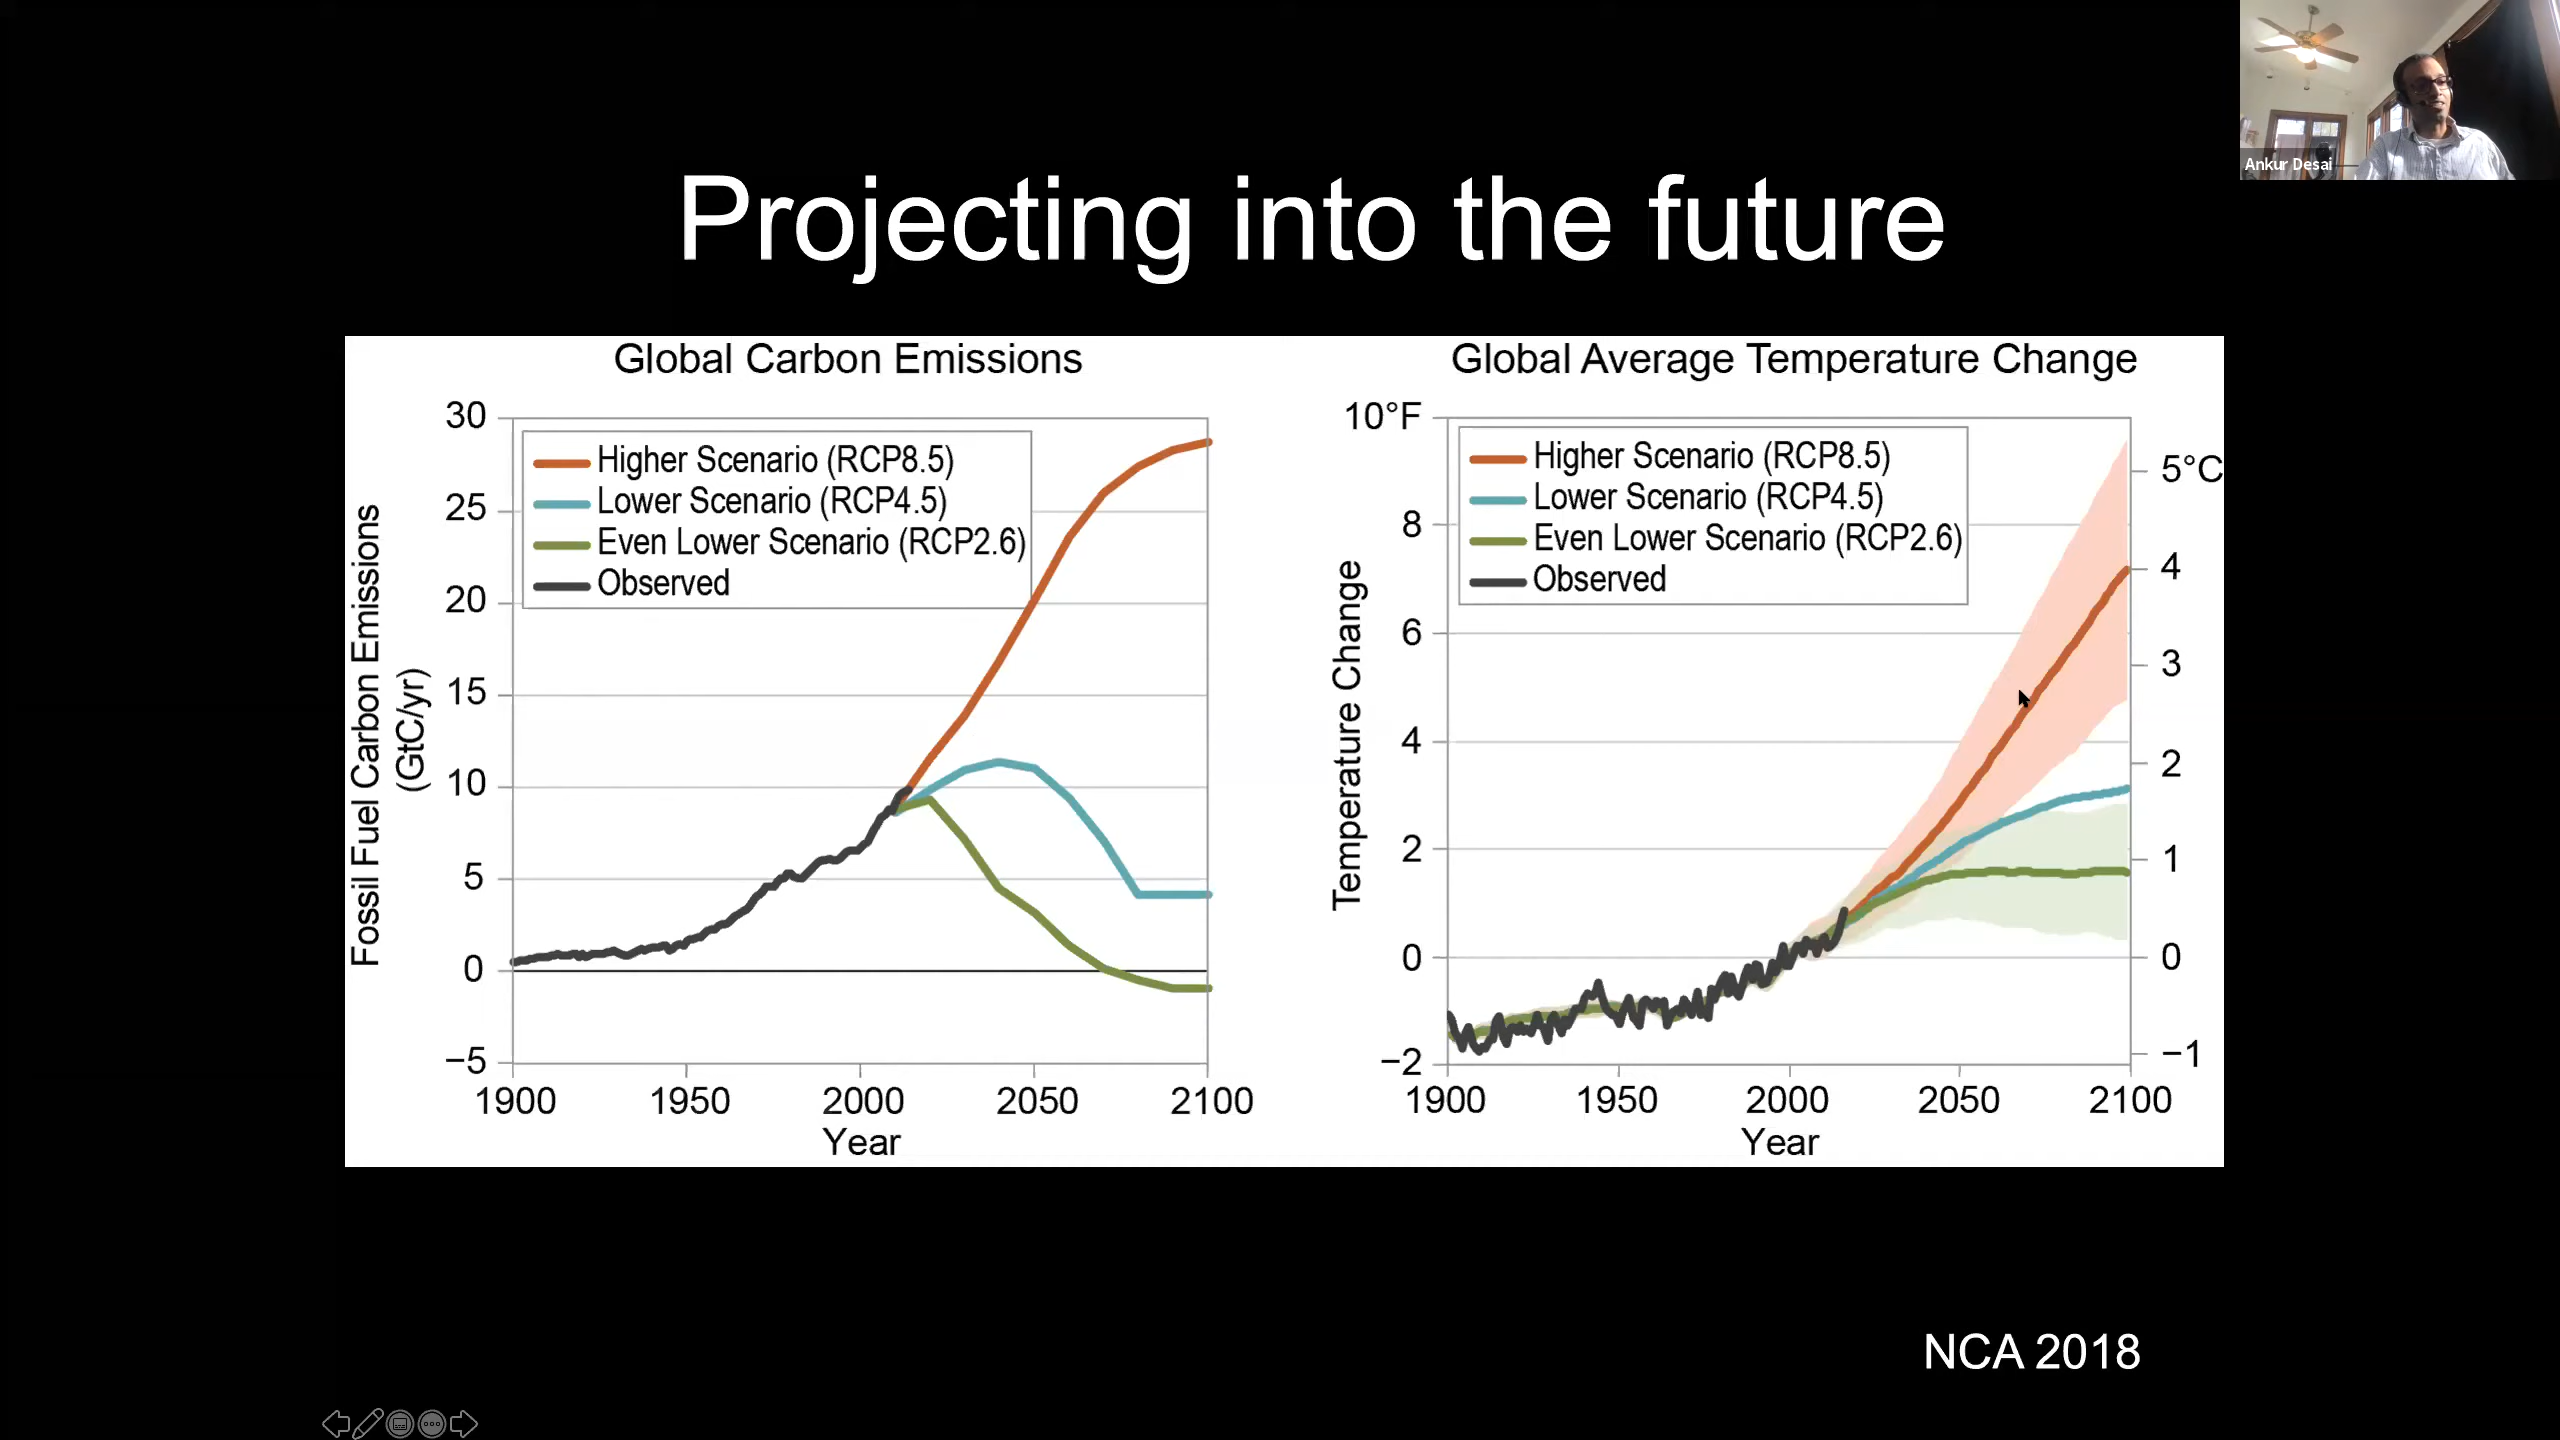 Ankur Desai
Projecting into the future
Global Carbon Emissions
30
25
20
15
10
5
0
−5
Fossil Fuel Carbon Emissions
(GtC/yr)
Higher Scenario (RCP8.5)
Lower Scenario (RCP4.5)
Even Lower Scenario (RCP2.6)
Observed
1900 1950 2000 2050 2100
Year
Global Average Temperature Change
10°F
8
6
4
2
0
−2
Temperature Change
Higher Scenario (RCP8.5)
Lower Scenario (RCP4.5)
Even Lower Scenario (RCP2.6)
Observed
5°C
4
3
2
1
0
−1
1900 1950 2000 2050 2100
Year
NCA 2018